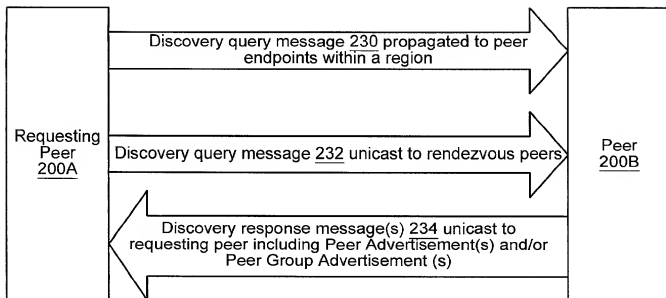 Discovery query message 230 propagated to peer
endpoints within a region
Requesting
Peer
200A
Discovery query message 232 unicast to rendezvous peers
Peer
200B
Discovery response message(s) 234 unicast to
requesting peer including Peer Advertisement(s) and/or
Peer Group Advertisement (s)